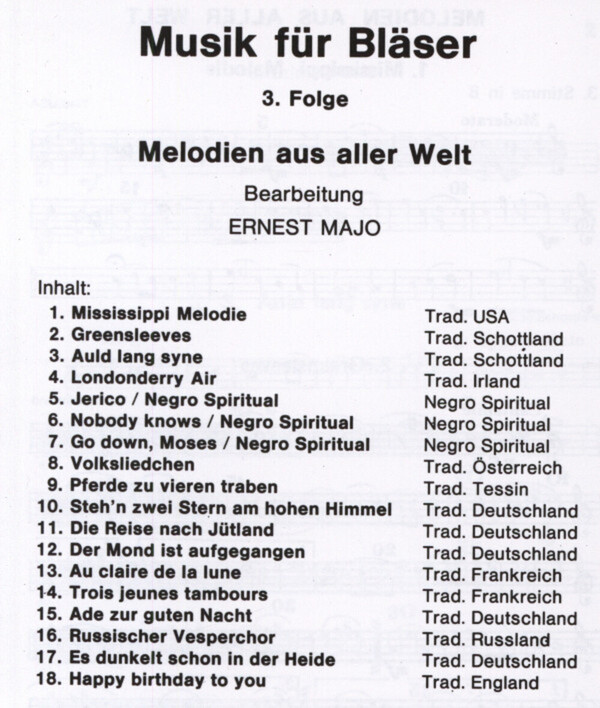 Musik für Bläser
3. Folge
Melodien aus aller Welt
Bearbeitung
ERNEST MAJO
Inhalt:
1. Mississippi Melodie Trad. USA
2. Greensleeves Trad. Schottland
3. Auld lang syne Trad. Schottland
4. Londonderry Air Trad. Irland
5. Jerico / Negro Spiritual Negro Spiritual
6. Nobody knows / Negro Spiritual Negro Spiritual
7. Go down, Moses / Negro Spiritual Negro Spiritual
8. Volksliedchen Trad. Österreich
9. Pferde zu vieren traben Trad. Tessin
10. Steh'n zwei Stern am hohen Himmel Trad. Deutschland
11. Die Reise nach Jütland Trad. Deutschland
12. Der Mond ist aufgegangen Trad. Deutschland
13. Au claire de la lune Trad. Frankreich
14. Trois jeunes tambours Trad. Frankreich
15. Ade zur guten Nacht Trad. Deutschland
16. Russischer Vesperchor Trad. Russland
17. Es dunkelt schon in der Heide Trad. Deutschland
18. Happy birthday to you Trad. England